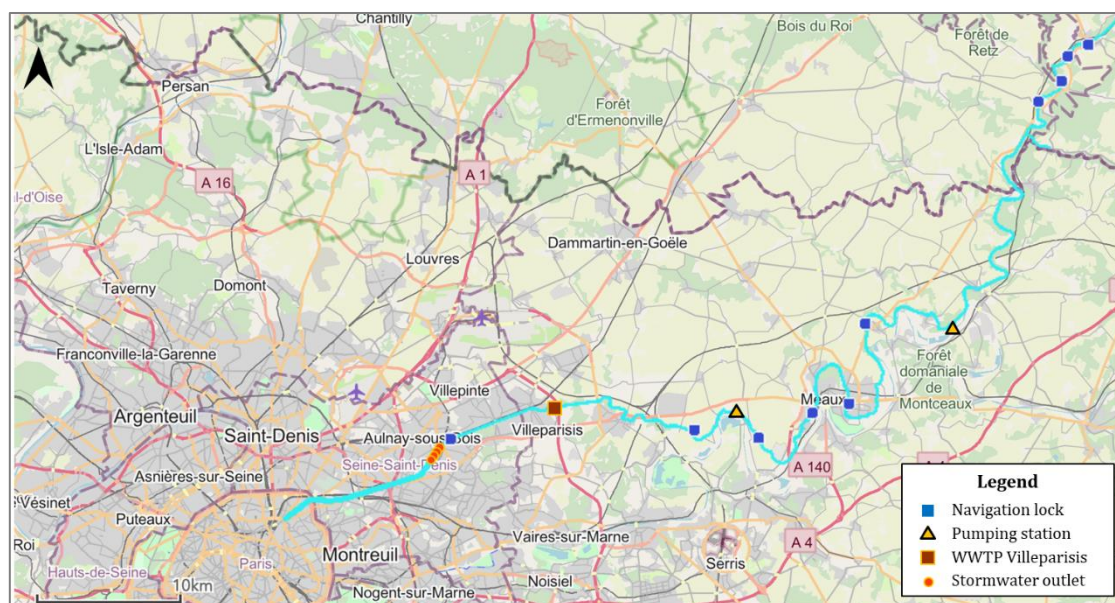 Chantilly
Bois du Roi
Forêt de
Retz
Persan
Forêt
d'Ermenonville
L'Isle-Adam
A 16
A 1
al-d'Oise
Dammartin-en-Goële
Louvres
Taverny
Domont
Franconville-la-Garenne
Forêt
domaniale
de
Montceaux
Villepinte
Meaux
Argenteuil
Saint-Denis
Aulnay-sous-Bois
Villeparisis
Seine-Saint-Denis
A 140
Asnières-sur-Seine
Vésinet
Puteaux
Vaires-sur-Marne
A 4
Roi
Montreuil
Serris
Paris
Hauts-de-Seine
Noisiel
10km
Nogent-sur-Marne
Legend
Navigation lock
Pumping station
WWTP Villeparisis
Stormwater outlet